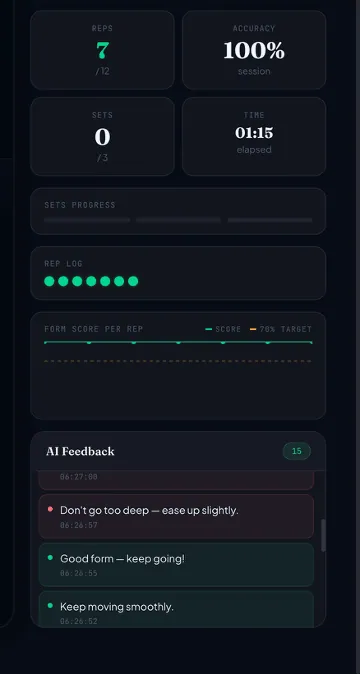 REPS
7
/ 12
ACCURACY
100%
session
SETS
0
/ 3
TIME
01:15
elapsed
SETS PROGRESS
REP LOG
FORM SCORE PER REP
SCORE
70% TARGET
AI Feedback
15
06:27:00
Don't go too deep — ease up slightly.
06:26:57
Good form — keep going!
06:26:55
Keep moving smoothly.
06:26:52